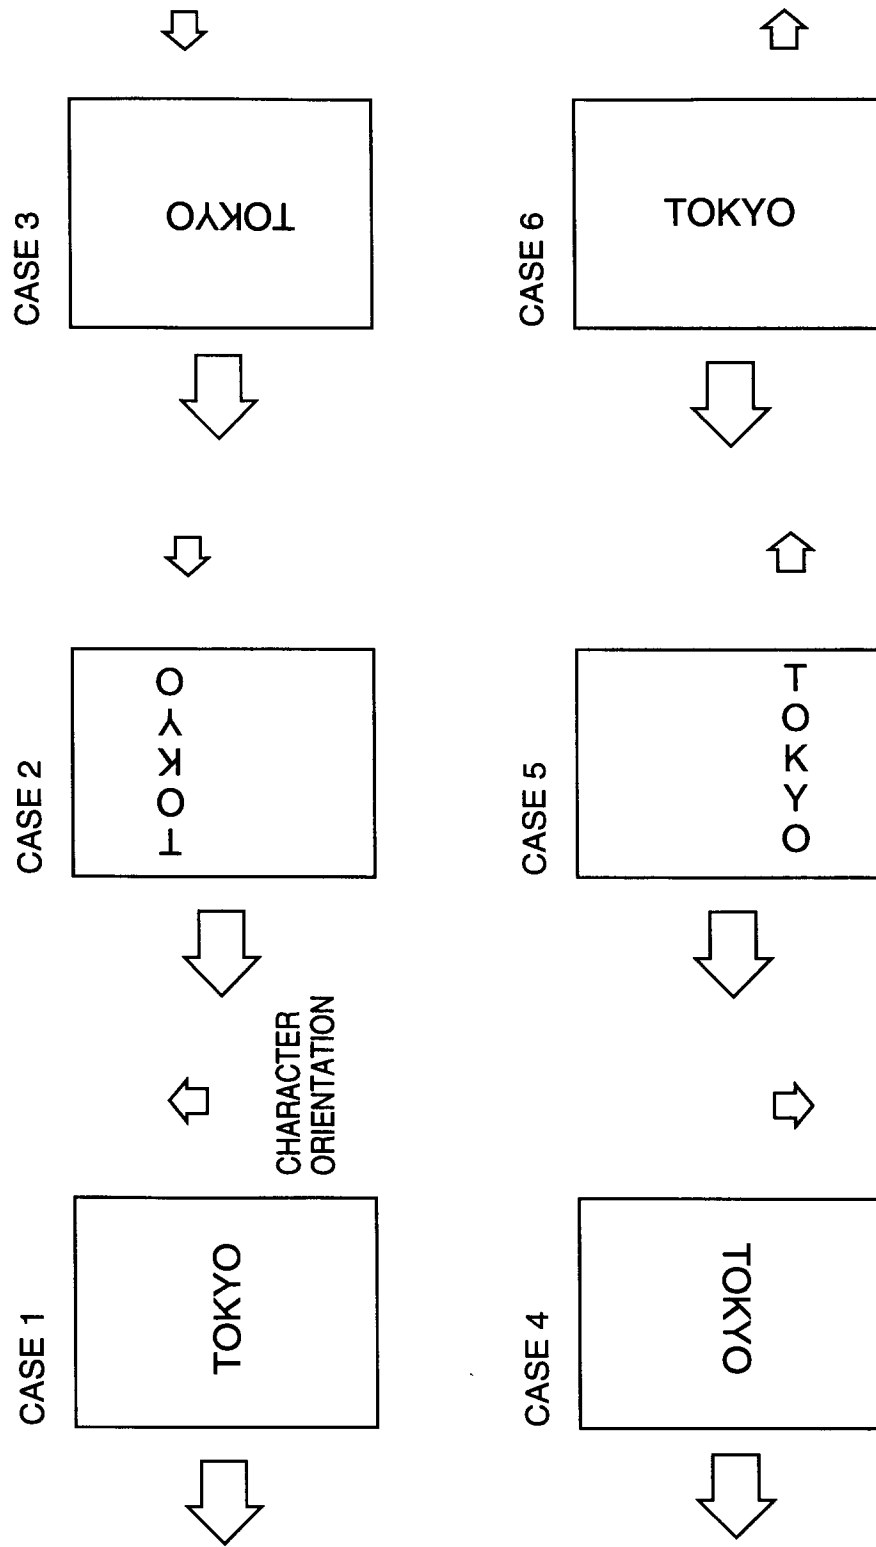 CASE 1
TOKYO
CHARACTER
ORIENTATION
CASE 2
TOKYO
CASE 3
TOKYO
CASE 4
TOKYO
CASE 5
TOKYO
CASE 6
TOKYO